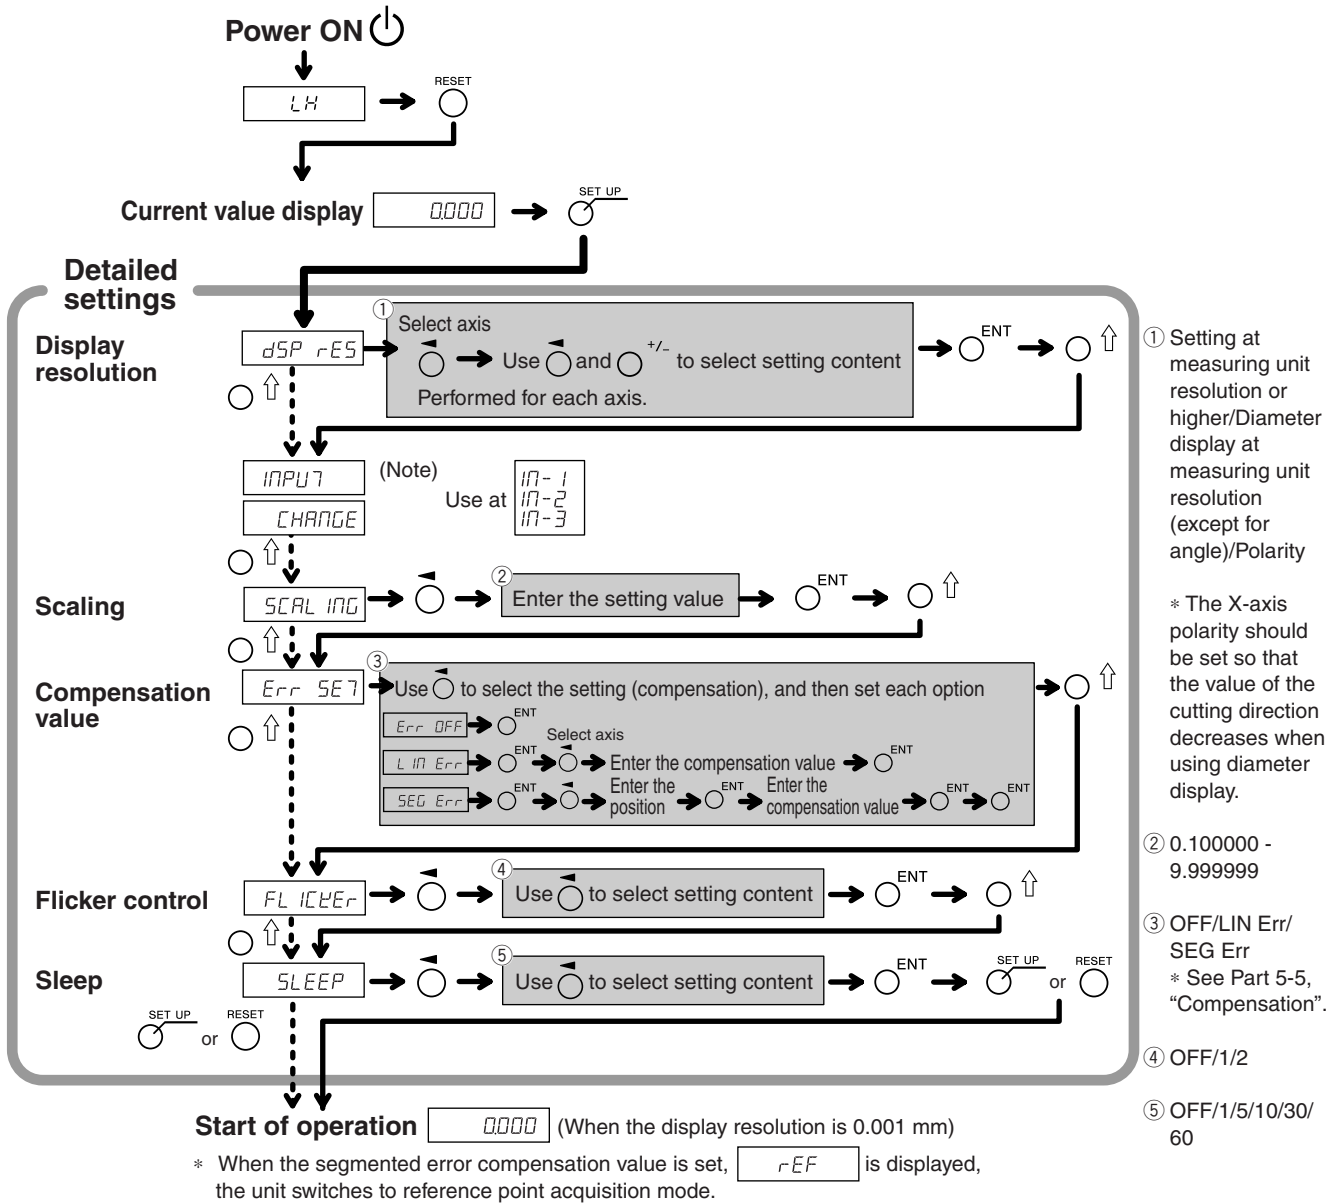 Power ON
LH
RESET
Current value display 0.000 SET UP
Detailed
settings
Display
resolution
dSP rES
① Select axis
Use and +/- to select setting content
Performed for each axis.
ENT
INPUT
CHANGE
(Note)
Use at
IN-1
IN-2
IN-3
Scaling
SCALING
② Enter the setting value
ENT
Compensation
value
Err SET
③ Use to select the setting (compensation), and then set each option
Err OFF ENT
LIN Err ENT Select axis Enter the compensation value ENT
SEG Err ENT Enter the position ENT Enter the compensation value ENT ENT
Flicker control
FLICKEr
④ Use to select setting content
ENT
Sleep
SLEEP
⑤ Use to select setting content
ENT SET UP or RESET
SET UP or RESET
Start of operation 0.000 (When the display resolution is 0.001 mm)
* When the segmented error compensation value is set, rEF is displayed,
the unit switches to reference point acquisition mode.
① Setting at
measuring unit
resolution or
higher/Diameter
display at
measuring unit
resolution
(except for
angle)/Polarity
* The X-axis
polarity should
be set so that
the value of the
cutting direction
decreases when
using diameter
display.
② 0.100000 -
9.999999
③ OFF/LIN Err/
SEG Err
* See Part 5-5,
“Compensation”.
④ OFF/1/2
⑤ OFF/1/5/10/30/
60